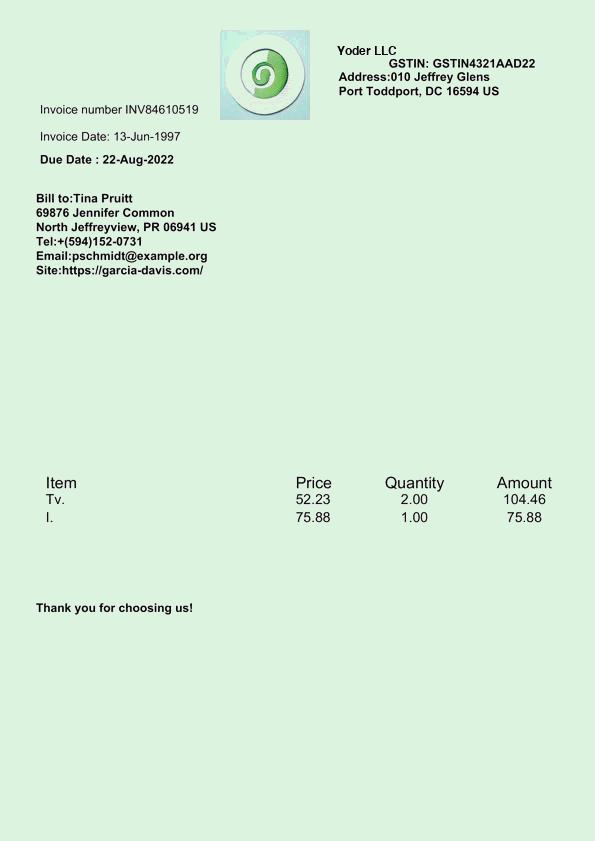 Yoder LLC
GSTIN: GSTIN4321AAD22
Address:010 Jeffrey Glens
Port Toddport, DC 16594 US
Invoice number INV84610519
Invoice Date: 13-Jun-1997
Due Date : 22-Aug-2022
Bill to:Tina Pruitt
69876 Jennifer Common
North Jeffreyview, PR 06941 US
Tel:+(594)152-0731
Email:pschmidt@example.org
Site:https://garcia-davis.com/
Item Price Quantity Amount
Tv. 52.23 2.00 104.46
I. 75.88 1.00 75.88
Thank you for choosing us!